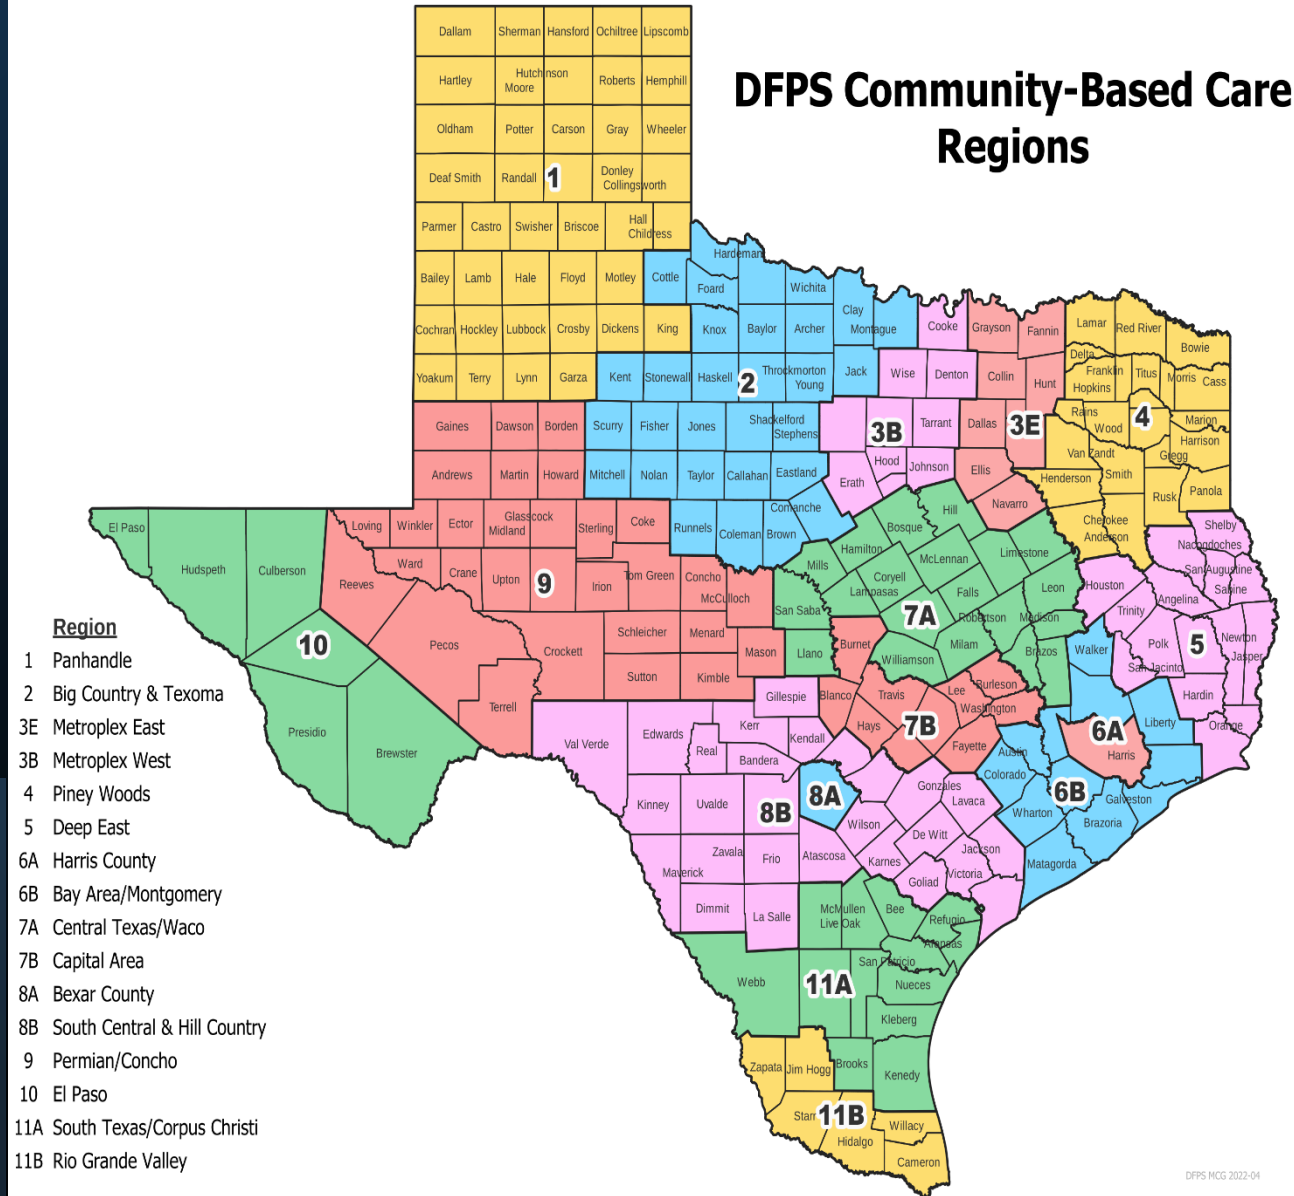 DFPS Community-Based Care
Regions
Dallam Sherman Hansford Ochiltree Lipscomb
Hartley Hutchinson Roberts Hemphill
Moore
Oldham Potter Carson Gray Wheeler
Deaf Smith Randall 1 Donley
Collingsworth
Parmer Castro Swisher Briscoe Hall
Childress
Hardeman
Bailey Lamb Hale Floyd Motley Cottle Foard Wichita
Clay
Cochran Hockley Lubbock Crosby Dickens King Knox Baylor Archer Montague Cooke Grayson Fannin Lamar Red River
Bowie
Delta
Yoakum Terry Lynn Garza Kent Stonewall Haskell 2 Throckmorton Jack Wise Denton Collin Hunt Franklin Titus Morris Cass
Young Hopkins
Gaines Dawson Borden Scurry Fisher Jones Shackelford 3B Tarrant Dallas 3E Rains Wood 4 Marion
Stephens Harrison
Van Zandt Gregg
Andrews Martin Howard Mitchell Nolan Taylor Callahan Eastland Erath Hood Johnson Ellis Henderson Smith Rusk Panola
Navarro
El Paso Loving Winkler Ector Glasscock Sterling Coke Runnels Coleman Brown Comanche Bosque Hill Cherokee Shelby
Midland Anderson
Nacogdoches
Hudspeth Culberson Reeves Ward Crane Upton 9 Irion Tom Green Concho Mills Hamilton McLennan Limestone San Augustine
McCulloch Coryell Falls Leon Houston Sabine
Lampasas Angelina
San Saba 7A Robertson Madison Trinity
10 Pecos Crockett Schleicher Menard Burnet Milam Brazos Walker Polk 5 Newton
Mason Llano Williamson San Jacinto Jasper
Sutton Kimble
Terrell Gillespie Blanco Travis Lee Burleson Hardin
Washington
Presidio Brewster Val Verde Edwards Kerr Kendall Hays 7B Fayette Austin 6A Liberty Orange
Real Bandera Harris
Colorado
Kinney Uvalde 8B 8A Gonzales Lavaca Wharton 6B Galveston
Wilson Brazoria
De Witt
Maverick Zavala Frio Atascosa Karnes Jackson Matagorda
Goliad Victoria
Dimmit La Salle McMullen Bee Refugio
Live Oak
Aransas
Webb 11A San Patricio
Nueces
Kleberg
Zapata Jim Hogg Brooks Kenedy
Starr 11B Willacy
Hidalgo
Cameron
Region
1 Panhandle
2 Big Country & Texoma
3E Metroplex East
3B Metroplex West
4 Piney Woods
5 Deep East
6A Harris County
6B Bay Area/Montgomery
7A Central Texas/Waco
7B Capital Area
8A Bexar County
8B South Central & Hill Country
9 Permian/Concho
10 El Paso
11A South Texas/Corpus Christi
11B Rio Grande Valley
DFPS MCG 2022-04